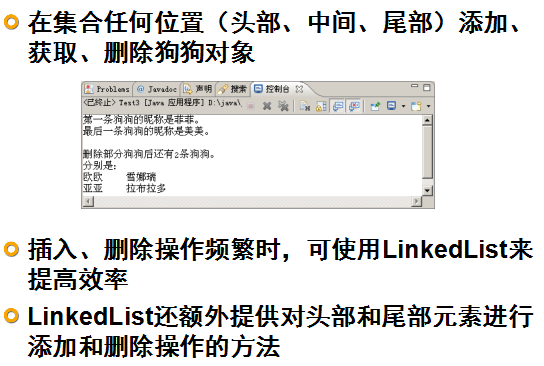 在集合任何位置（头部、中间、尾部）添加、
获取、删除狗狗对象
Problems @ Javadoc 声明 搜索 控制台
<已终止> Test3 [Java 应用程序] D:\java\
第一条狗狗的昵称是菲菲。
最后一条狗狗的昵称是美美。
删除部分狗狗后还有2条狗狗。
分别是：
欧欧 雪娜瑞
亚亚 拉布拉多
插入、删除操作频繁时，可使用LinkedList来
提高效率
LinkedList还额外提供对头部和尾部元素进行
添加和删除操作的方法